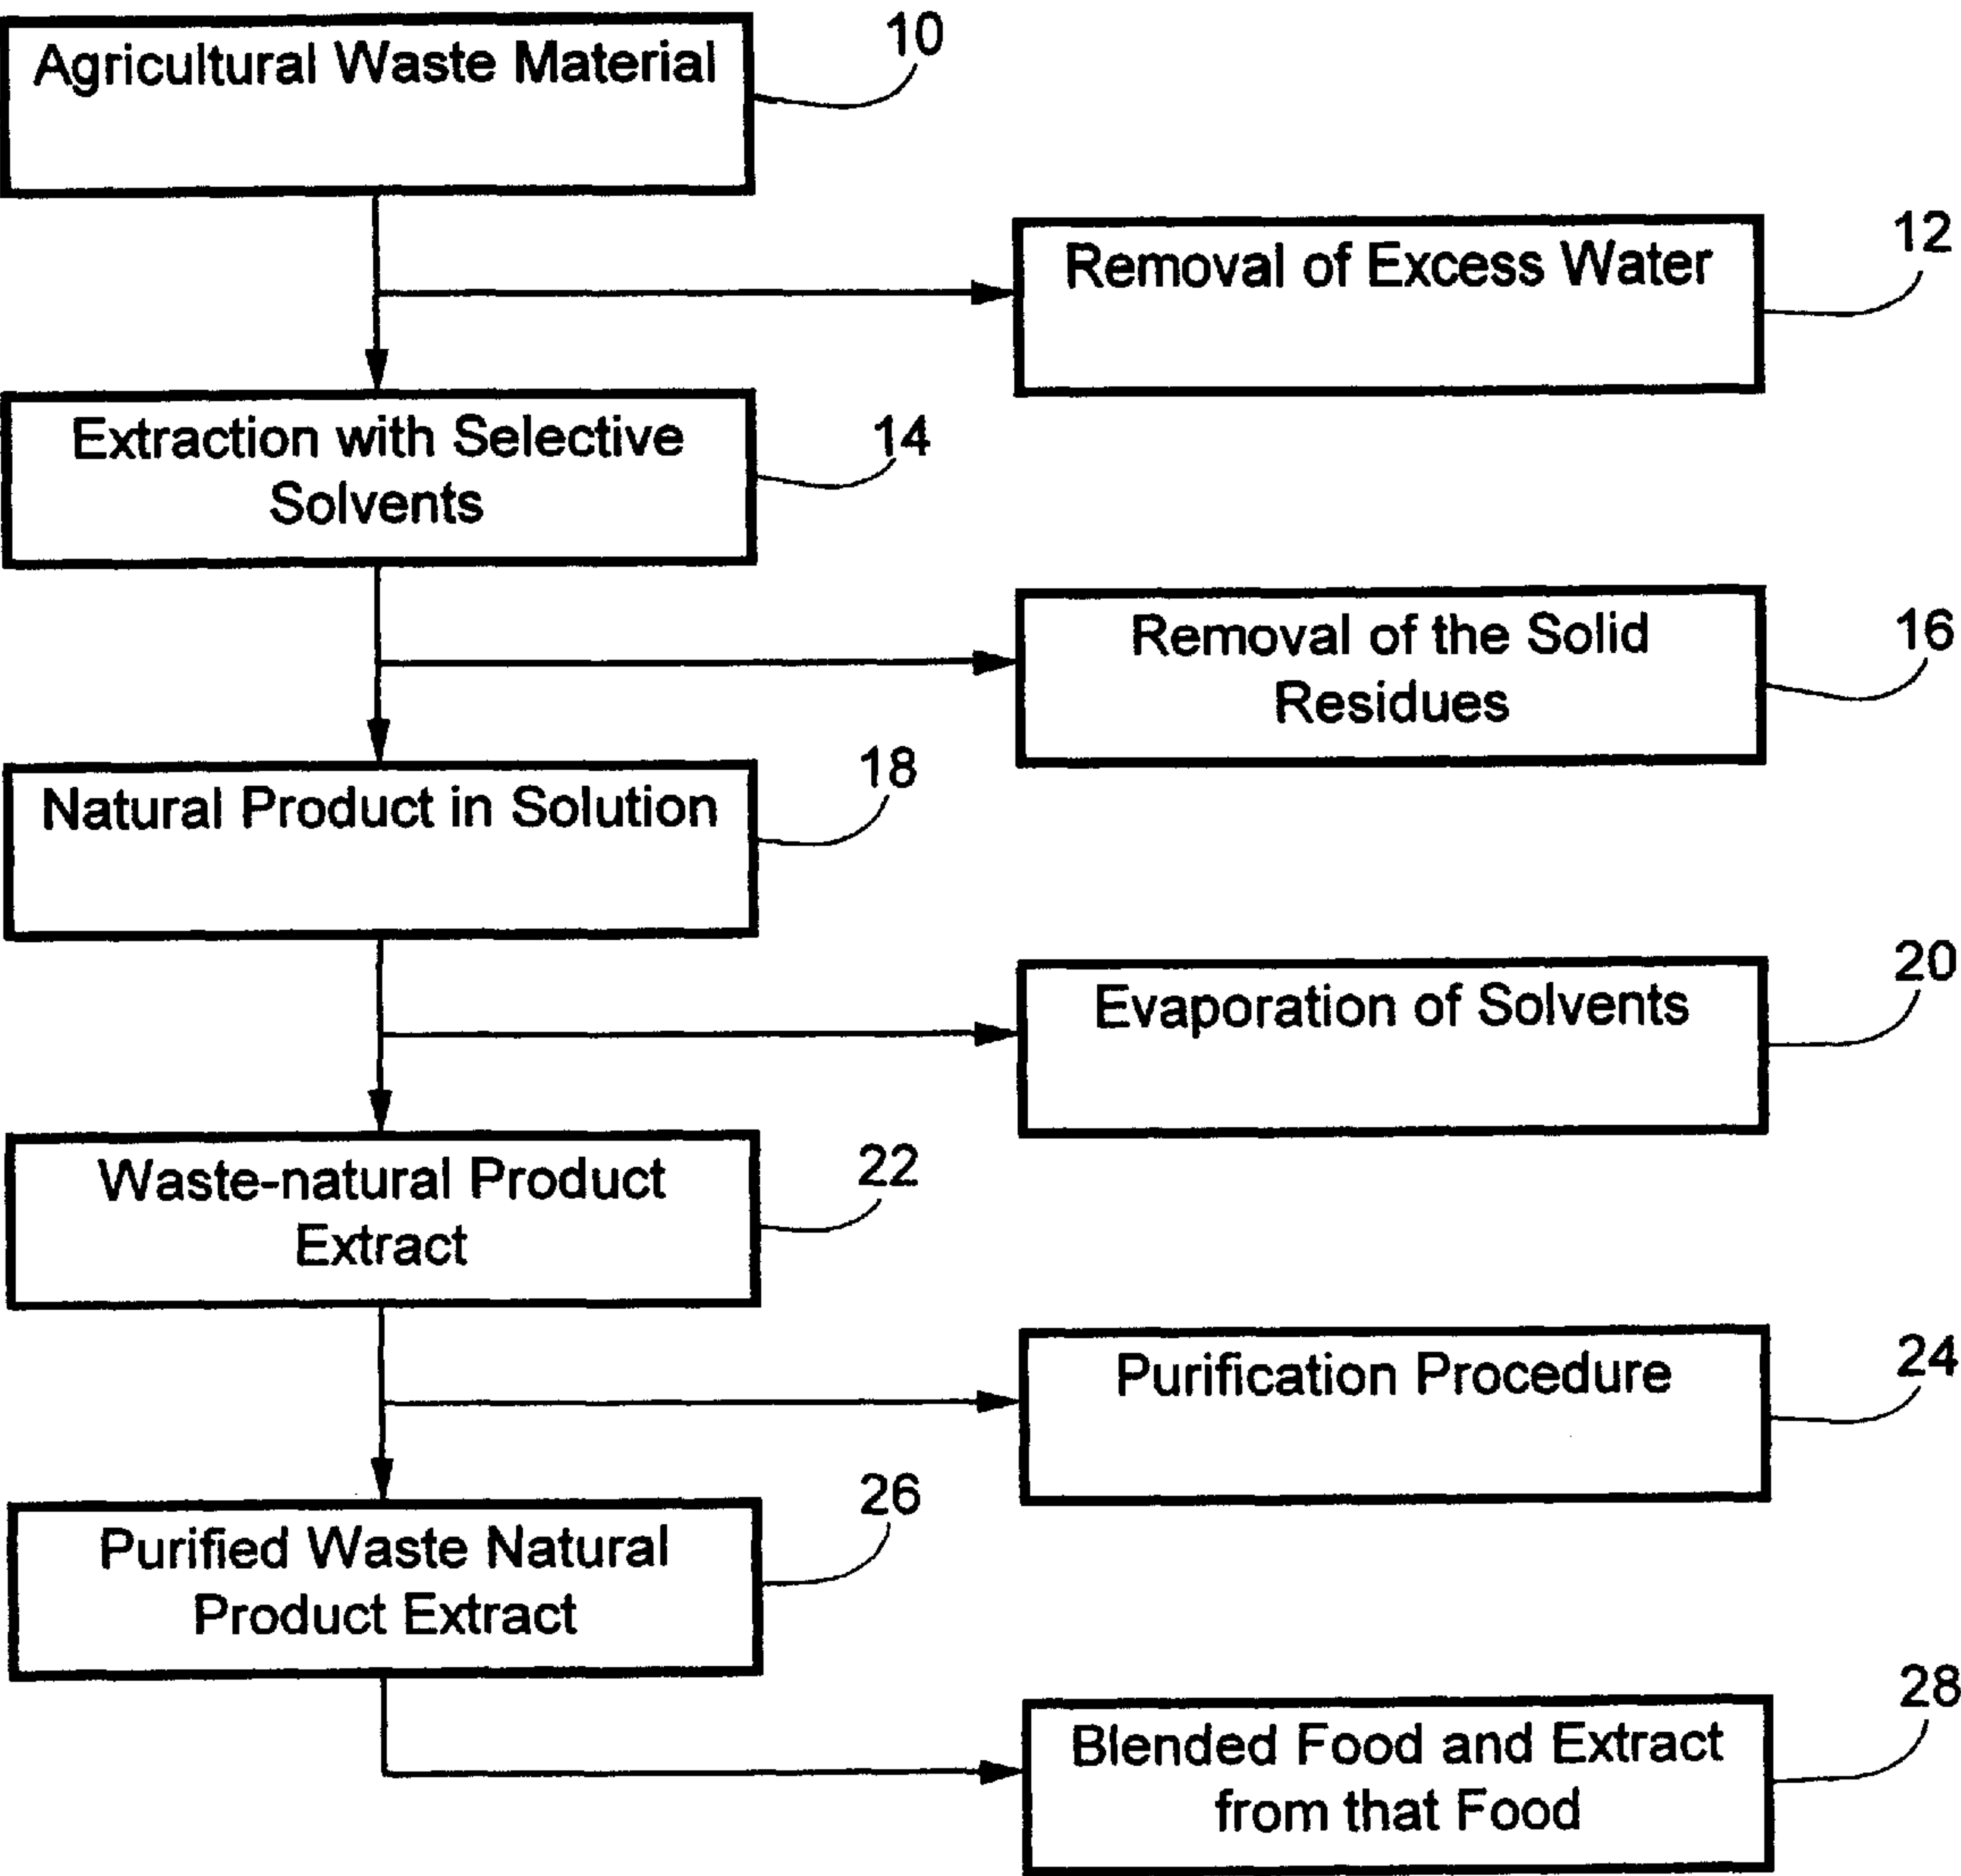 Agricultural Waste Material
10
Removal of Excess Water
12
Extraction with Selective
Solvents
14
Removal of the Solid
Residues
16
Natural Product in Solution
18
Evaporation of Solvents
20
Waste-natural Product
Extract
22
Purification Procedure
24
Purified Waste Natural
Product Extract
26
Blended Food and Extract
from that Food
28